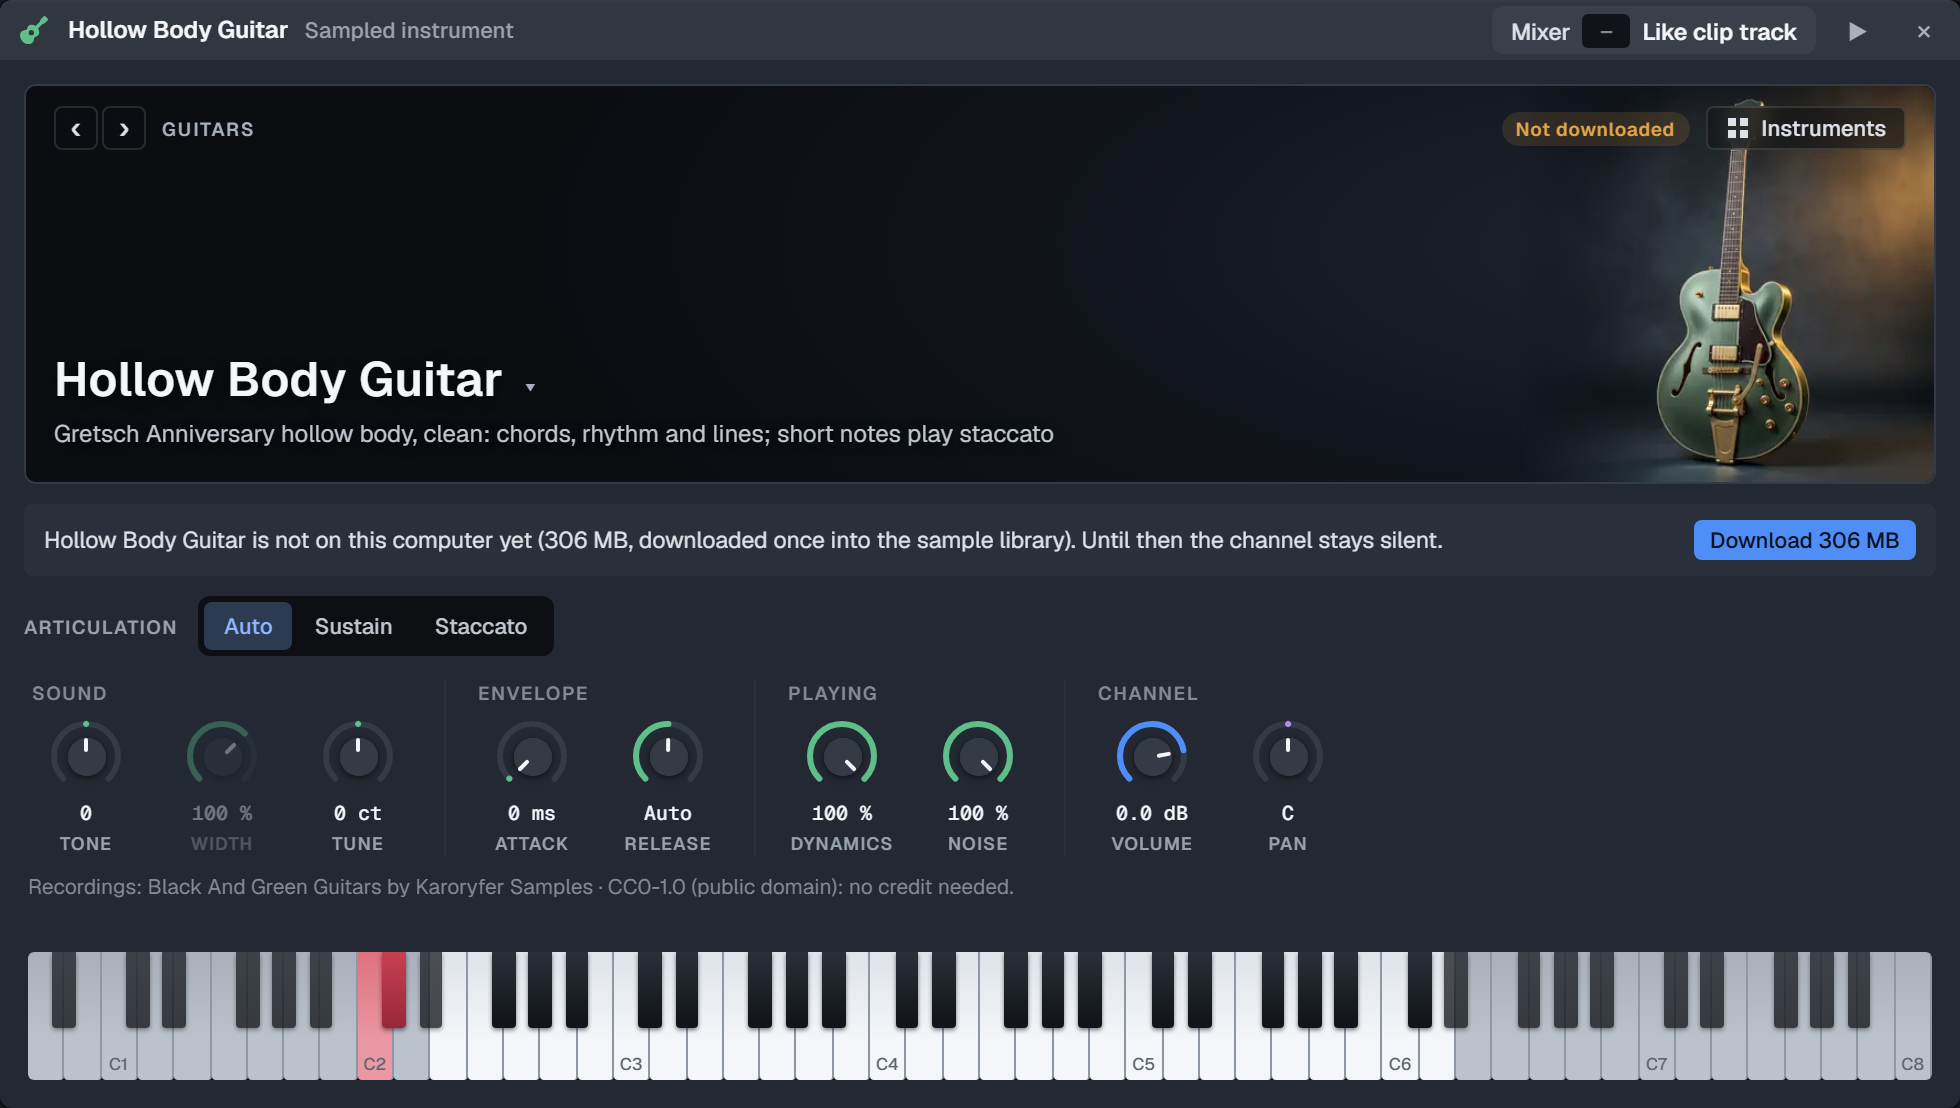 Hollow Body Guitar Sampled instrument
Mixer – Like clip track
GUITARS
Not downloaded
Instruments
Hollow Body Guitar
Gretsch Anniversary hollow body, clean: chords, rhythm and lines; short notes play staccato
Hollow Body Guitar is not on this computer yet (306 MB, downloaded once into the sample library). Until then the channel stays silent.
Download 306 MB
ARTICULATION Auto Sustain Staccato
SOUND ENVELOPE PLAYING CHANNEL
0 100 % 0 ct 0 ms Auto 100 % 100 % 0.0 dB C
TONE WIDTH TUNE ATTACK RELEASE DYNAMICS NOISE VOLUME PAN
Recordings: Black And Green Guitars by Karoryfer Samples · CC0-1.0 (public domain): no credit needed.
C1 C2 C3 C4 C5 C6 C7 C8